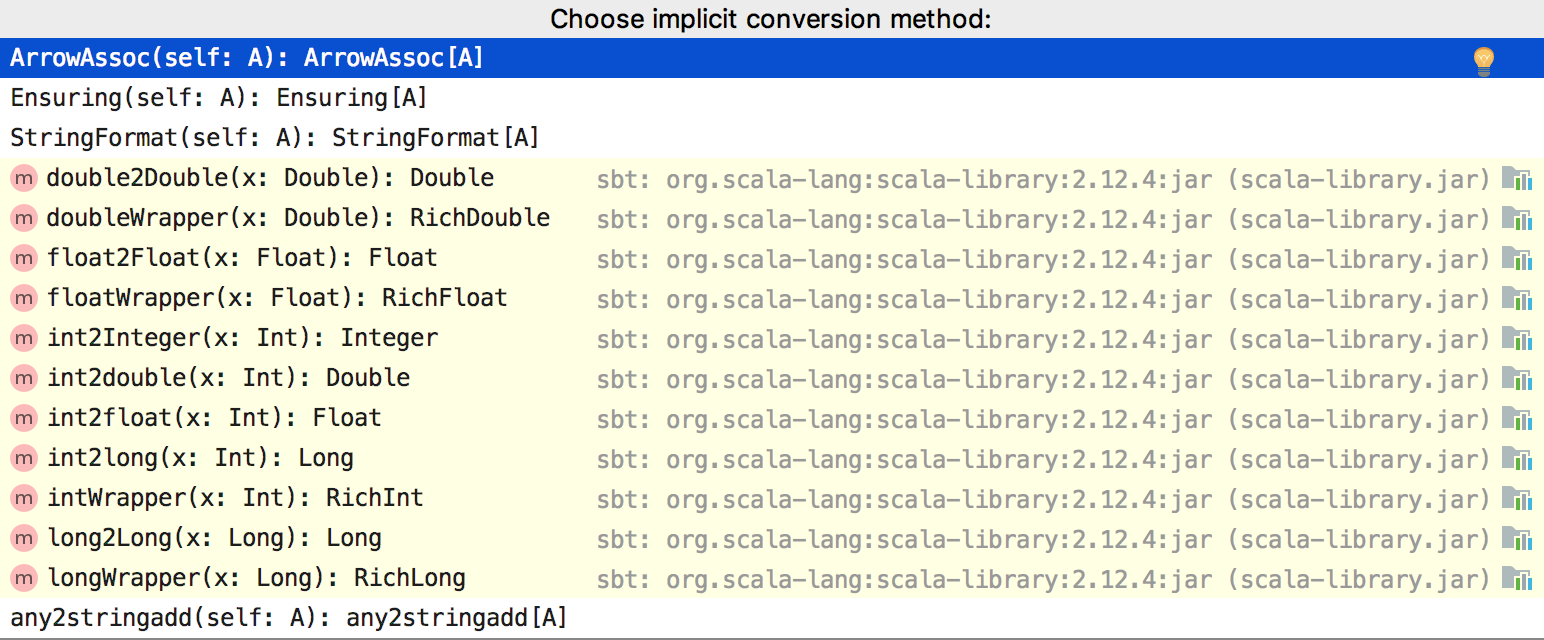 Choose implicit conversion method:
ArrowAssoc(self: A): ArrowAssoc[A]
Ensuring(self: A): Ensuring[A]
StringFormat(self: A): StringFormat[A]
m double2Double(x: Double): Double sbt: org.scala-lang:scala-library:2.12.4:jar (scala-library.jar)
m doubleWrapper(x: Double): RichDouble sbt: org.scala-lang:scala-library:2.12.4:jar (scala-library.jar)
m float2Float(x: Float): Float sbt: org.scala-lang:scala-library:2.12.4:jar (scala-library.jar)
m floatWrapper(x: Float): RichFloat sbt: org.scala-lang:scala-library:2.12.4:jar (scala-library.jar)
m int2Integer(x: Int): Integer sbt: org.scala-lang:scala-library:2.12.4:jar (scala-library.jar)
m int2double(x: Int): Double sbt: org.scala-lang:scala-library:2.12.4:jar (scala-library.jar)
m int2float(x: Int): Float sbt: org.scala-lang:scala-library:2.12.4:jar (scala-library.jar)
m int2long(x: Int): Long sbt: org.scala-lang:scala-library:2.12.4:jar (scala-library.jar)
m intWrapper(x: Int): RichInt sbt: org.scala-lang:scala-library:2.12.4:jar (scala-library.jar)
m long2Long(x: Long): Long sbt: org.scala-lang:scala-library:2.12.4:jar (scala-library.jar)
m longWrapper(x: Long): RichLong sbt: org.scala-lang:scala-library:2.12.4:jar (scala-library.jar)
any2stringadd(self: A): any2stringadd[A]